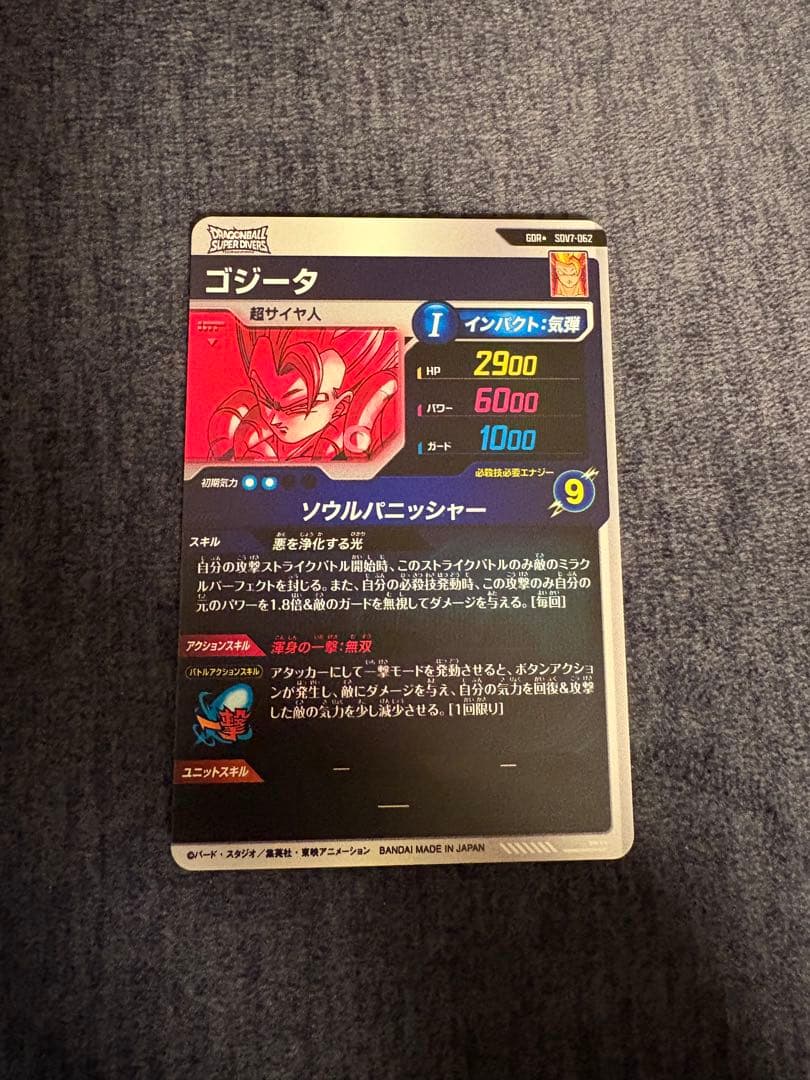 DRAGONBALL
SUPER DIVERS
GDR★ SDV7-062
ゴジータ
超サイヤ人
I インパクト:気弾
HP 2900
パワー 6000
ガード 1000
初期気力
必殺技必要エナジー
9
ソウルパニッシャー
スキル 悪を浄化する光
自分の攻撃ストライクバトル開始時、このストライクバトルのみ敵のミラク
ルパーフェクトを封じる。また、自分の必殺技発動時、この攻撃のみ自分の
元のパワーを1.8倍&敵のガードを無視してダメージを与える。[毎回]
アクションスキル 渾身の一撃:無双
バトルアクションスキル
一撃
アタッカーにして一撃モードを発動させると、ボタンアクショ
ンが発生し、敵にダメージを与え、自分の気力を回復&攻撃
した敵の気力を少し減少させる。[1回限り]
ユニットスキル ー ー
ー
©バード・スタジオ/集英社・東映アニメーション BANDAI MADE IN JAPAN